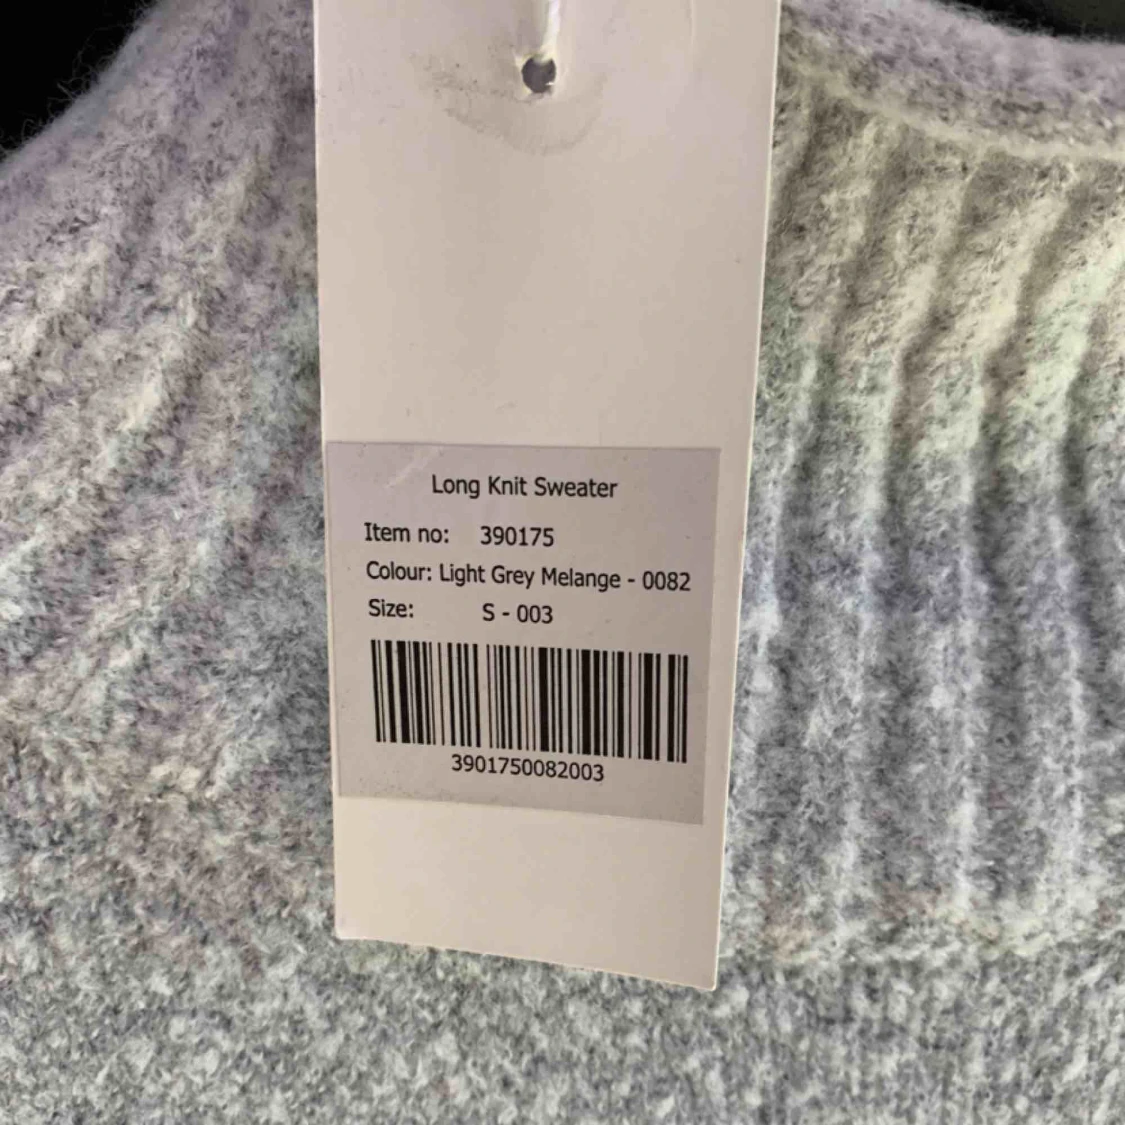 Long Knit Sweater
Item no: 390175
Colour: Light Grey Melange - 0082
Size: S - 003
3901750082003